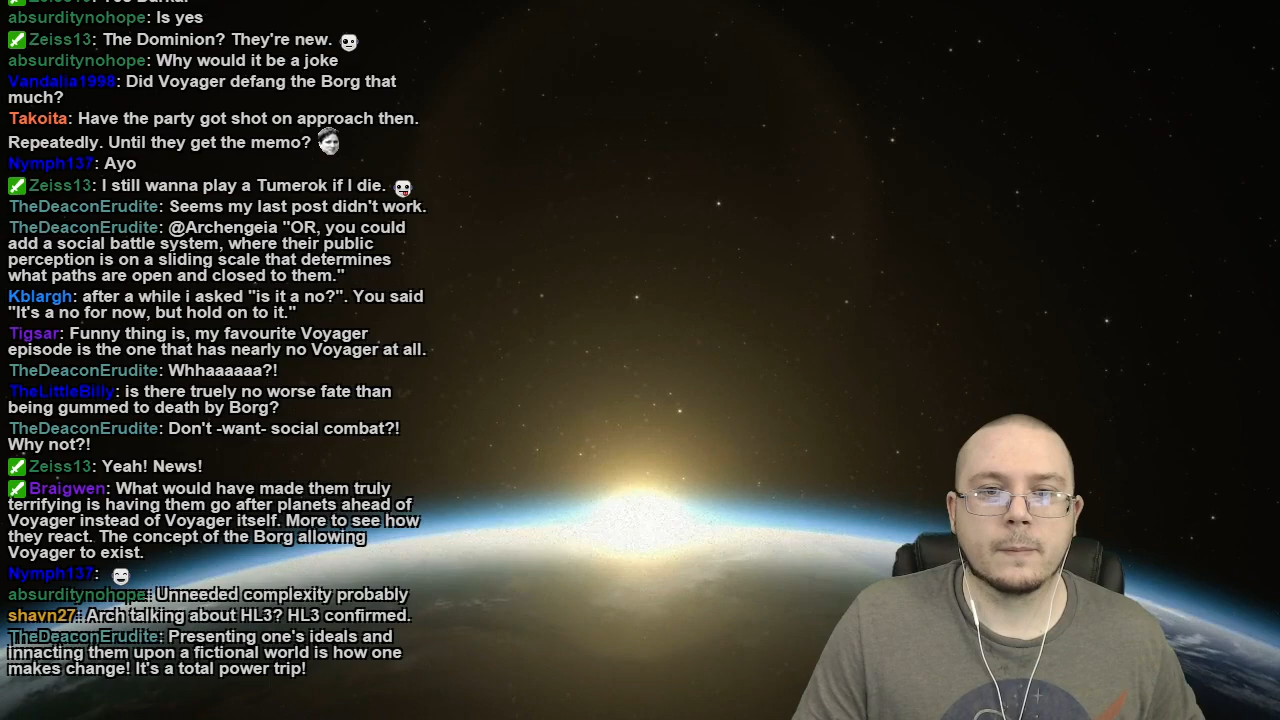 Zeiss13: Yes Burka!
absurditynohope: Is yes
Zeiss13: The Dominion? They're new.
absurditynohope: Why would it be a joke
Vandalia1998: Did Voyager defang the Borg that
much?
Takoita: Have the party got shot on approach then.
Repeatedly. Until they get the memo?
Nymph137: Ayo
Zeiss13: I still wanna play a Tumerok if I die.
TheDeaconErudite: Seems my last post didn't work.
TheDeaconErudite: @Archengeia "OR, you could
add a social battle system, where their public
perception is on a sliding scale that determines
what paths are open and closed to them."
Kblargh: after a while i asked "is it a no?". You said
"It's a no for now, but hold on to it."
Tigsar: Funny thing is, my favourite Voyager
episode is the one that has nearly no Voyager at all.
TheDeaconErudite: Whhaaaaaa?!
TheLittleBilly: is there truely no worse fate than
being gummed to death by Borg?
TheDeaconErudite: Don't -want- social combat?!
Why not?!
Zeiss13: Yeah! News!
Braigwen: What would have made them truly
terrifying is having them go after planets ahead of
Voyager instead of Voyager itself. More to see how
they react. The concept of the Borg allowing
Voyager to exist.
Nymph137:
absurditynohope: Unneeded complexity probably
shavn27: Arch talking about HL3? HL3 confirmed.
TheDeaconErudite: Presenting one's ideals and
innacting them upon a fictional world is how one
makes change! It's a total power trip!